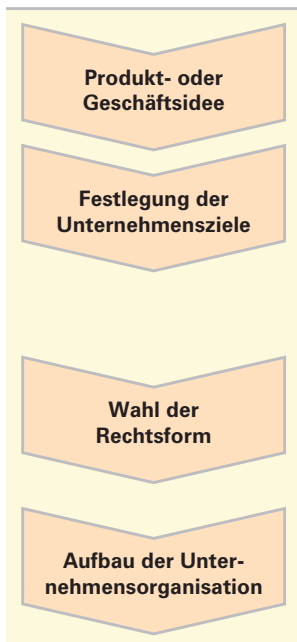 Produkt- oder
Geschäftsidee
Festlegung der
Unternehmensziele
Wahl der
Rechtsform
Aufbau der Unter-
nehmensorganisation